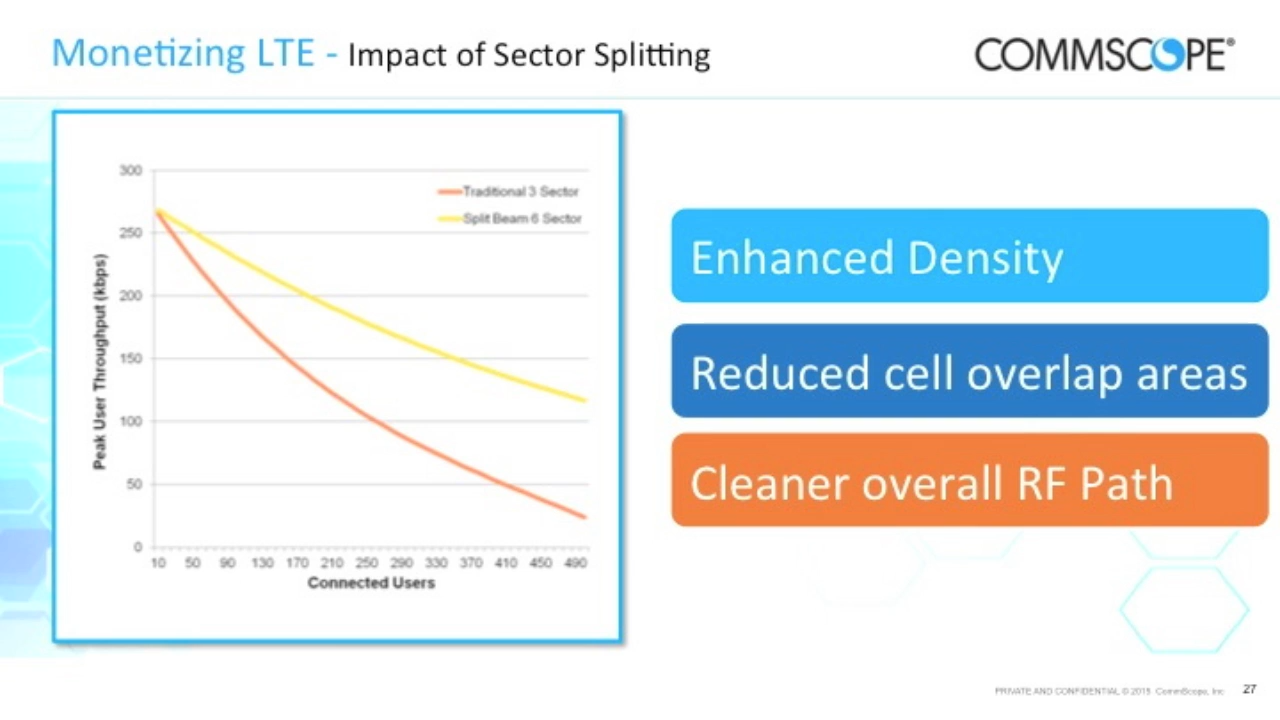 Monetizing LTE - Impact of Sector Splitting
COMMSCOPE®
300
250
200
150
100
50
0
Peak User Throughput (kbps)
Traditional 3 Sector
Split Beam 6 Sector
10 50 90 130 170 210 250 290 330 370 410 450 490
Connected Users
Enhanced Density
Reduced cell overlap areas
Cleaner overall RF Path
PRIVATE AND CONFIDENTIAL © 2015 CommScope, Inc 27